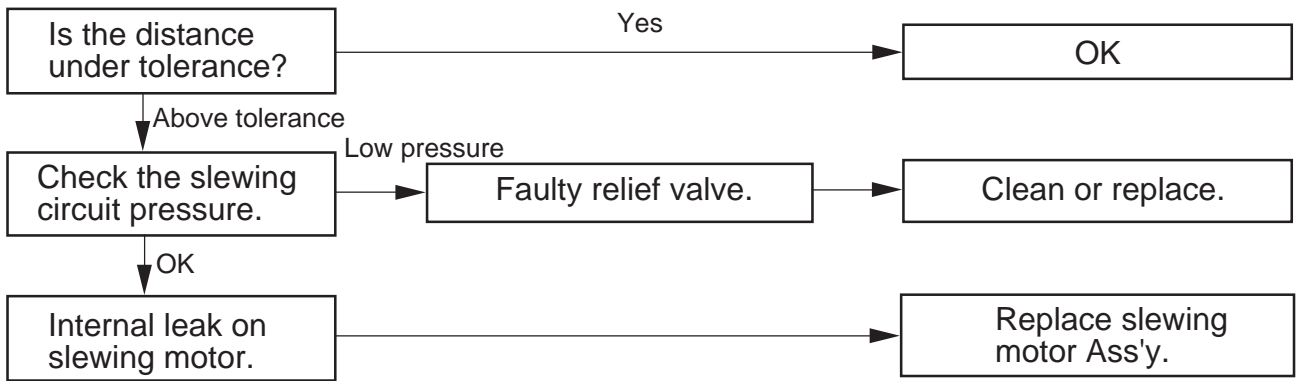 Is the distance
under tolerance?
Yes
OK
Above tolerance
Check the slewing
circuit pressure.
Low pressure
Faulty relief valve.
Clean or replace.
OK
Internal leak on
slewing motor.
Replace slewing
motor Ass'y.